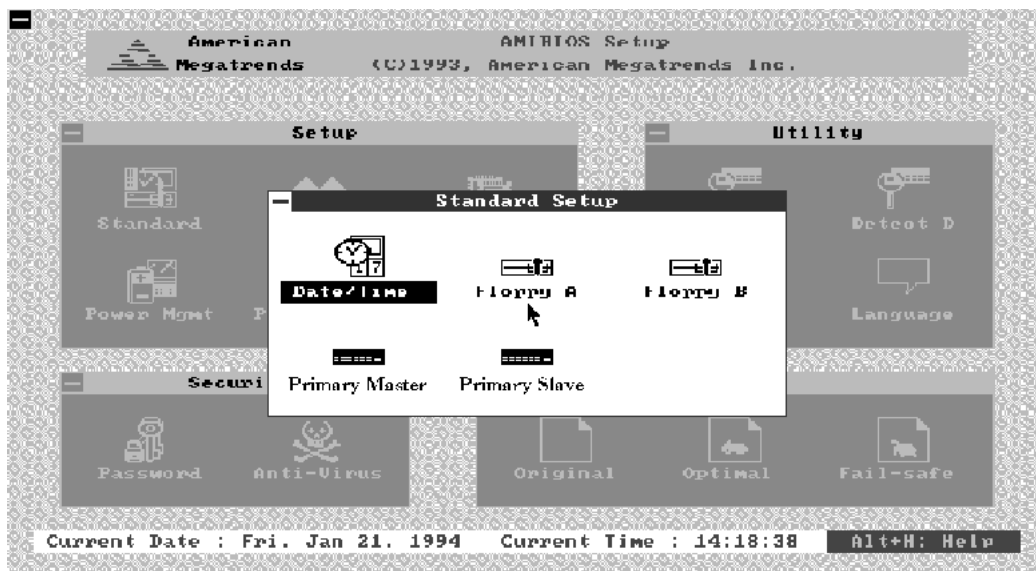 American
Megatrends
AMIBIOS Setup
(C)1993, American Megatrends Inc.
Setup
Utility
Standard
Detect D
Standard Setup
Date/Time
Floppy A
Floppy B
Power Mgmt
P
Language
Primary Master
Primary Slave
Securi
Password
Anti-Virus
Original
Optimal
Fail-safe
Current Date : Fri. Jan 21. 1994
Current Time : 14:18:38
Alt+H: Help